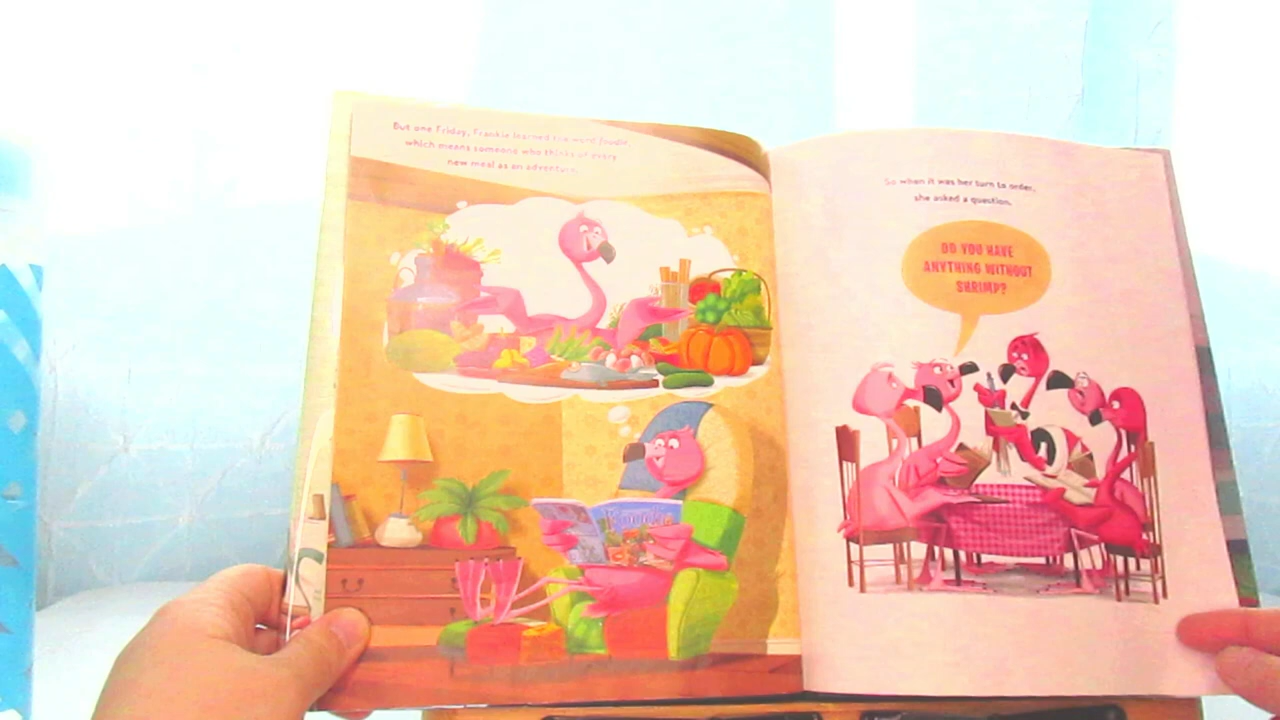 But one Friday, Frankie learned the word foodie,
which means someone who thinks of every
new meal as an adventure.
So when it was her turn to order,
she asked a question.
DO YOU HAVE
ANYTHING WITHOUT
SHRIMP?